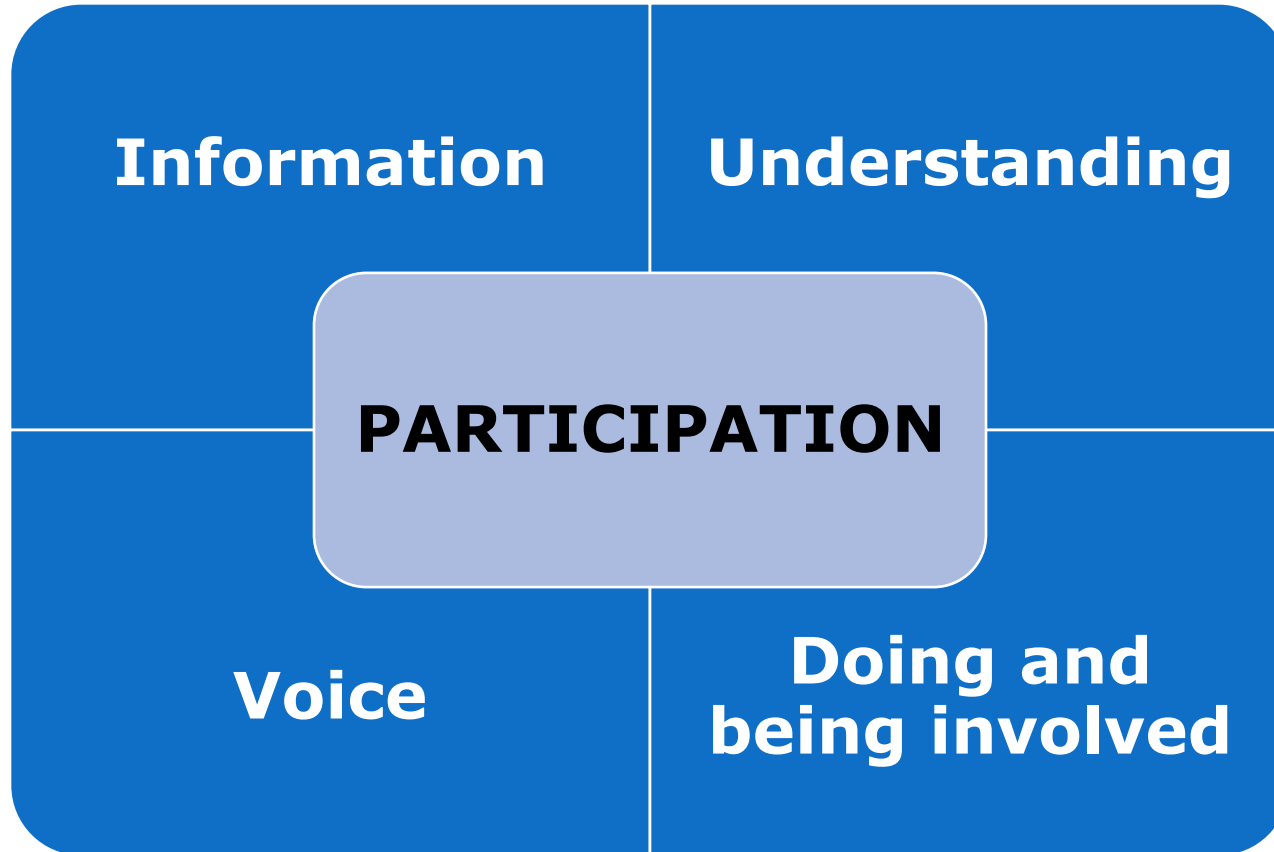 Information
Understanding
PARTICIPATION
Voice
Doing and
being involved